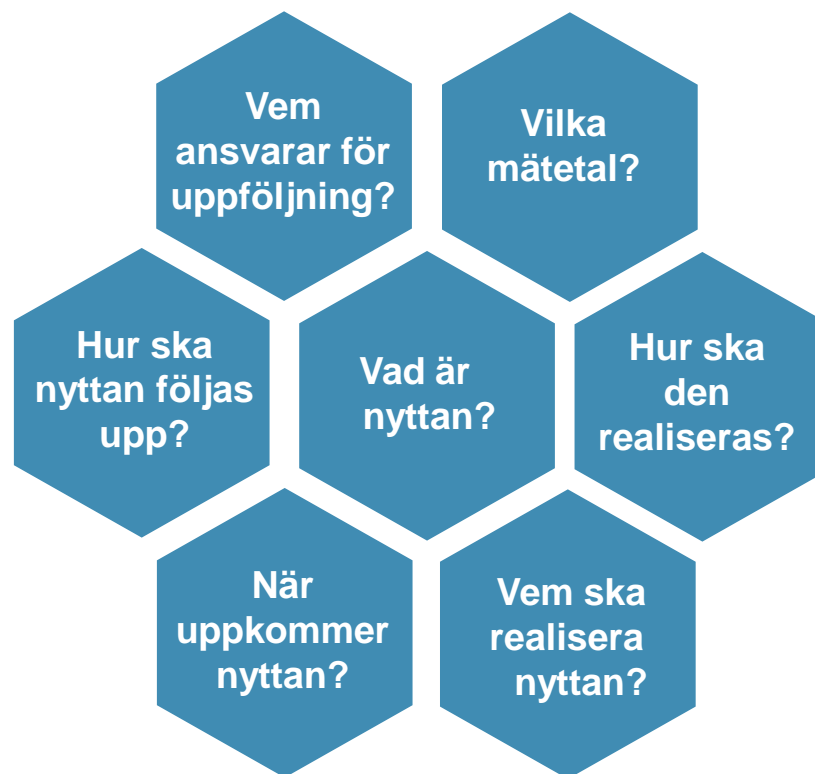 Vem
ansvarar för
uppföljning?
Vilka
mätetal?
Hur ska
nyttan följas
upp?
Vad är
nyttan?
Hur ska
den
realiseras?
När
uppkommer
nyttan?
Vem ska
realisera
nyttan?